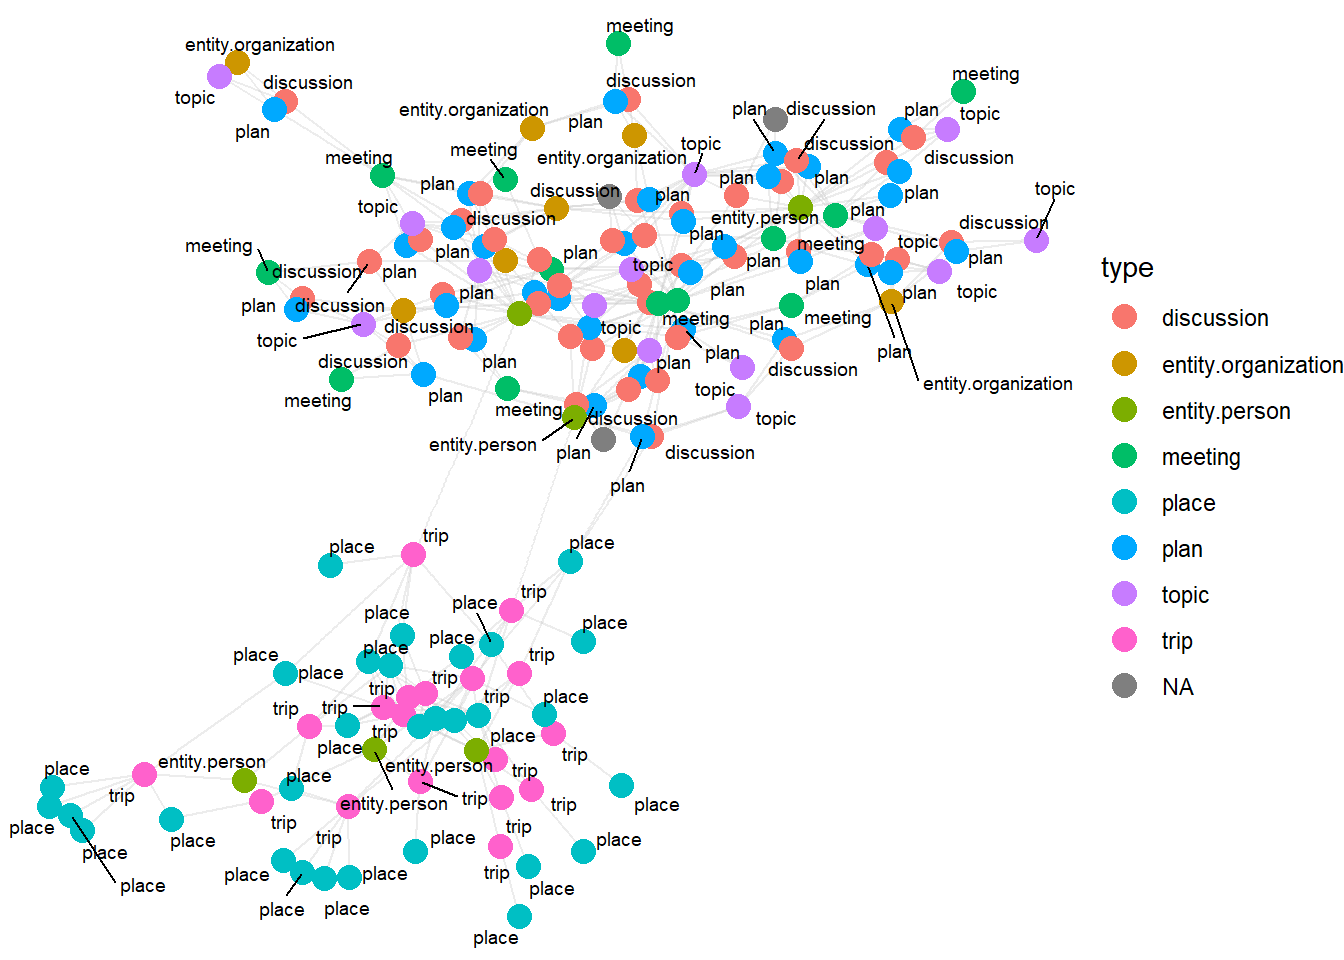 meeting
entity.organization
discussion
topic
plan
discussion
entity.organization
plan
meeting
plan
discussion
plan
topic
discussion
meeting
meeting
topic
entity.organization
discussion
plan
plan
discussion
plan
plan
topic
topic
discussion
entity.person
plan
discussion
meeting
plan
plan
meeting
topic
plan
discussion
plan
topic
plan
topic
plan
plan
plan
discussion
plan
meeting
meeting
plan
topic
discussion
topic
plan
plan
entity.organization
discussion
plan
plan
discussion
topic
meeting
plan
meeting
discussion
topic
entity.person
plan
discussion
plan
trip
place
place
trip
place
place
place
place
place
place
place
trip
trip
trip
trip
place
trip
trip
trip
place
place
trip
entity.person
entity.person
place
trip
place
trip
entity.person
trip
place
place
place
trip
trip
trip
place
place
place
place
trip
place
place
place
place
place
place
place
type
discussion
entity.organization
entity.person
meeting
place
plan
topic
trip
NA